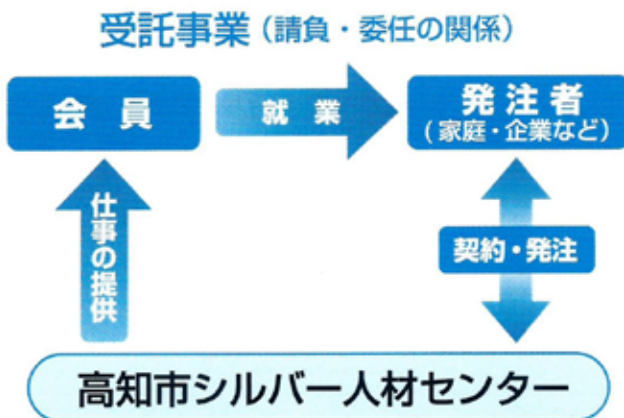 受託事業(請負・委任の関係)
会員
就業
発注者
(家庭・企業など)
仕事の提供
契約・発注
高知市シルバー人材センター